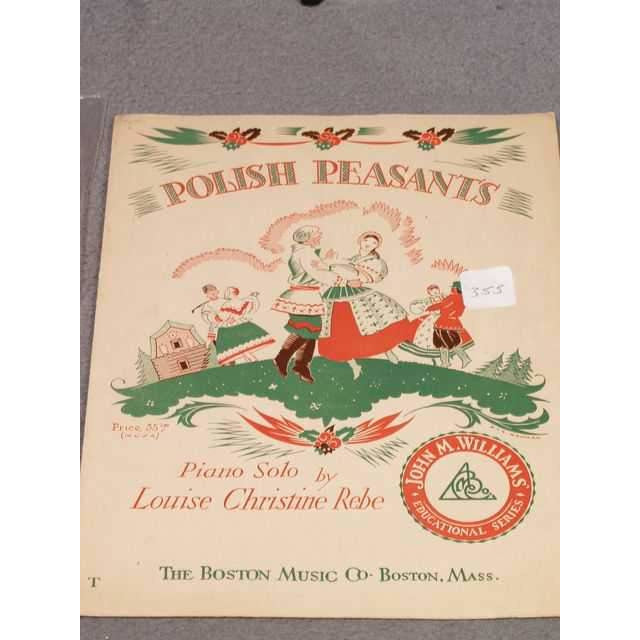 POLISH PEASANTS
355
Price, 35¢
(IN U.S.A.)
Piano Solo by
Louise Christine Rebe
JOHN M. WILLIAMS'
EDUCATIONAL SERIES
T
THE BOSTON MUSIC CO. BOSTON, MASS.